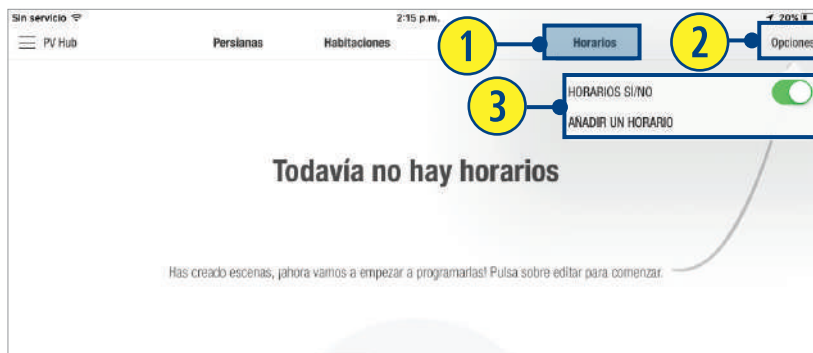 Sin servicio 2:15 p.m. 20%
PV Hub Persianas Habitaciones 1 Horarios 2 Opciones
3 HORARIOS SÍ/NO
AÑADIR UN HORARIO
Todavía no hay horarios
Has creado escenas, ¡ahora vamos a empezar a programarlas! Pulsa sobre editar para comenzar.